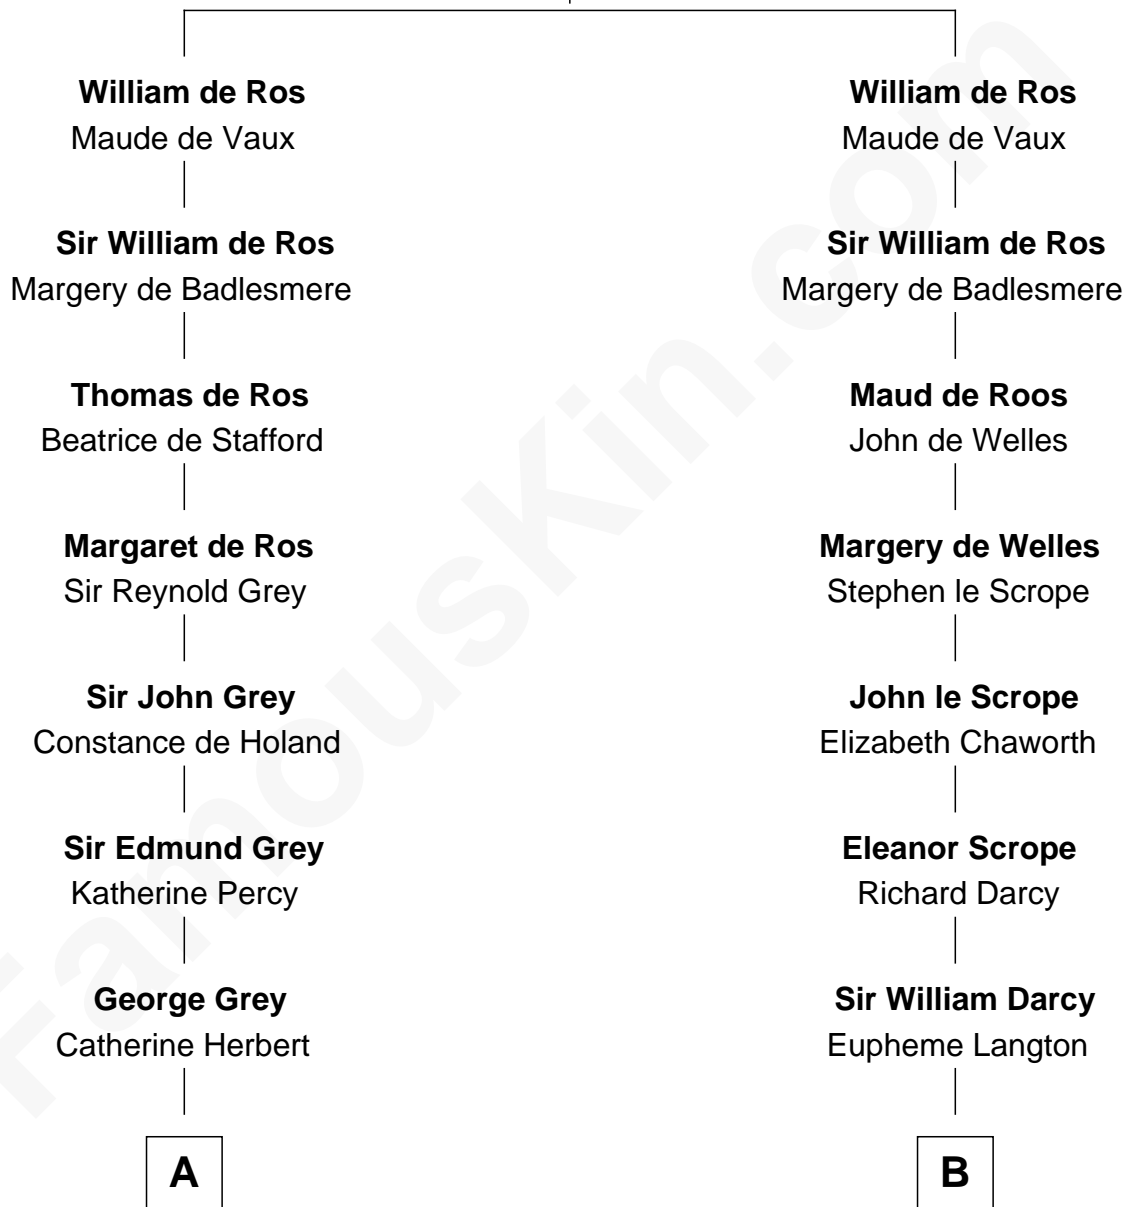 William de Ros
Maude de Vaux
Sir William de Ros
Margery de Badlesmere
Thomas de Ros
Beatrice de Stafford
Margaret de Ros
Sir Reynold Grey
Sir John Grey
Constance de Holand
Sir Edmund Grey
Katherine Percy
George Grey
Catherine Herbert
A
William de Ros
Maude de Vaux
Sir William de Ros
Margery de Badlesmere
Maud de Roos
John de Welles
Margery de Welles
Stephen le Scrope
John le Scrope
Elizabeth Chaworth
Eleanor Scrope
Richard Darcy
Sir William Darcy
Eupheme Langton
B
FamousKin.com